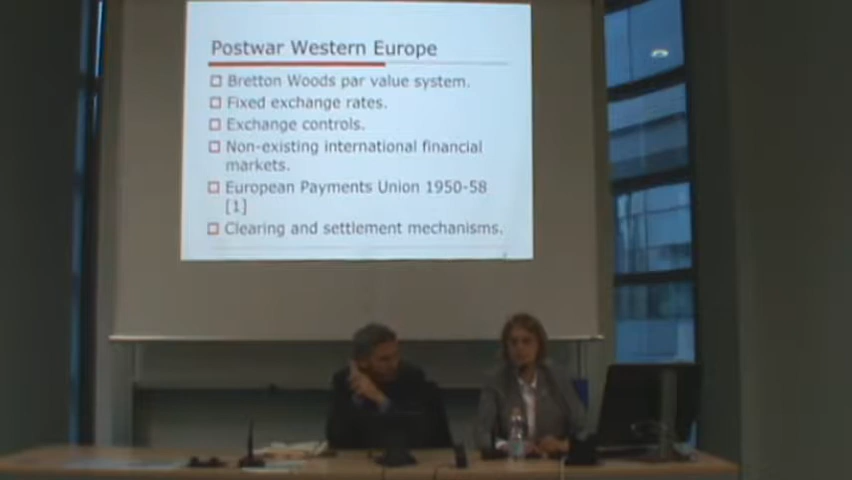 Postwar Western Europe
Bretton Woods par value system.
Fixed exchange rates.
Exchange controls.
Non-existing international financial
markets.
European Payments Union 1950-58
[1]
Clearing and settlement mechanisms.